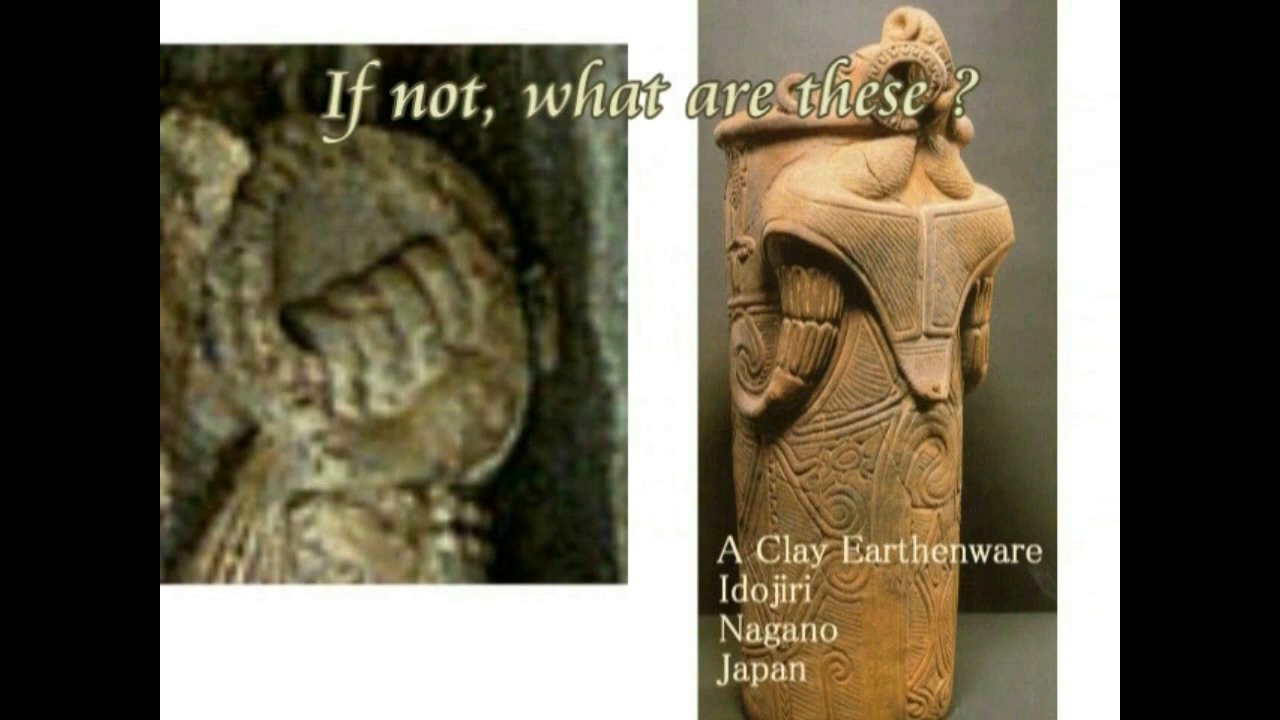 If not, what are these ?
A Clay Earthenware
Idojiri
Nagano
Japan